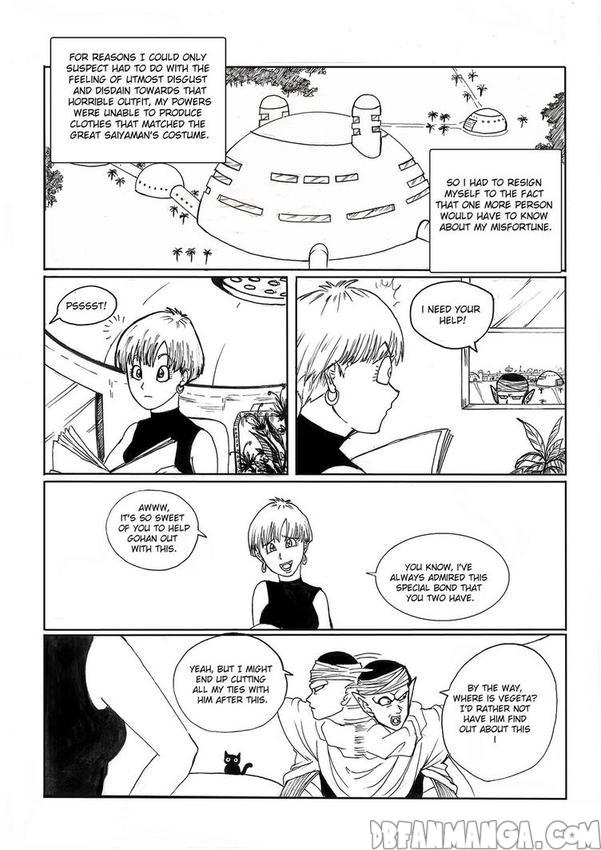 FOR REASONS I COULD ONLY
SUSPECT HAD TO DO WITH THE
FEELING OF UTMOST DISGUST
AND DISDAIN TOWARDS THAT
HORRIBLE OUTFIT, MY POWERS
WERE UNABLE TO PRODUCE
CLOTHES THAT MATCHED THE
GREAT SAIYAMAN'S COSTUME.
SO I HAD TO RESIGN
MYSELF TO THE FACT
THAT ONE MORE PERSON
WOULD HAVE TO KNOW
ABOUT MY MISFORTUNE.
PSSSST!
I NEED YOUR
HELP!
AWWW,
IT'S SO SWEET
OF YOU TO HELP
GOHAN OUT
WITH THIS.
YOU KNOW, I'VE
ALWAYS ADMIRED THIS
SPECIAL BOND THAT
YOU TWO HAVE.
YEAH, BUT I MIGHT
END UP CUTTING
ALL MY TIES WITH
HIM AFTER THIS.
BY THE WAY,
WHERE IS VEGETA?
I'D RATHER NOT
HAVE HIM FIND
OUT ABOUT THIS
I
DBFANMANGA.COM